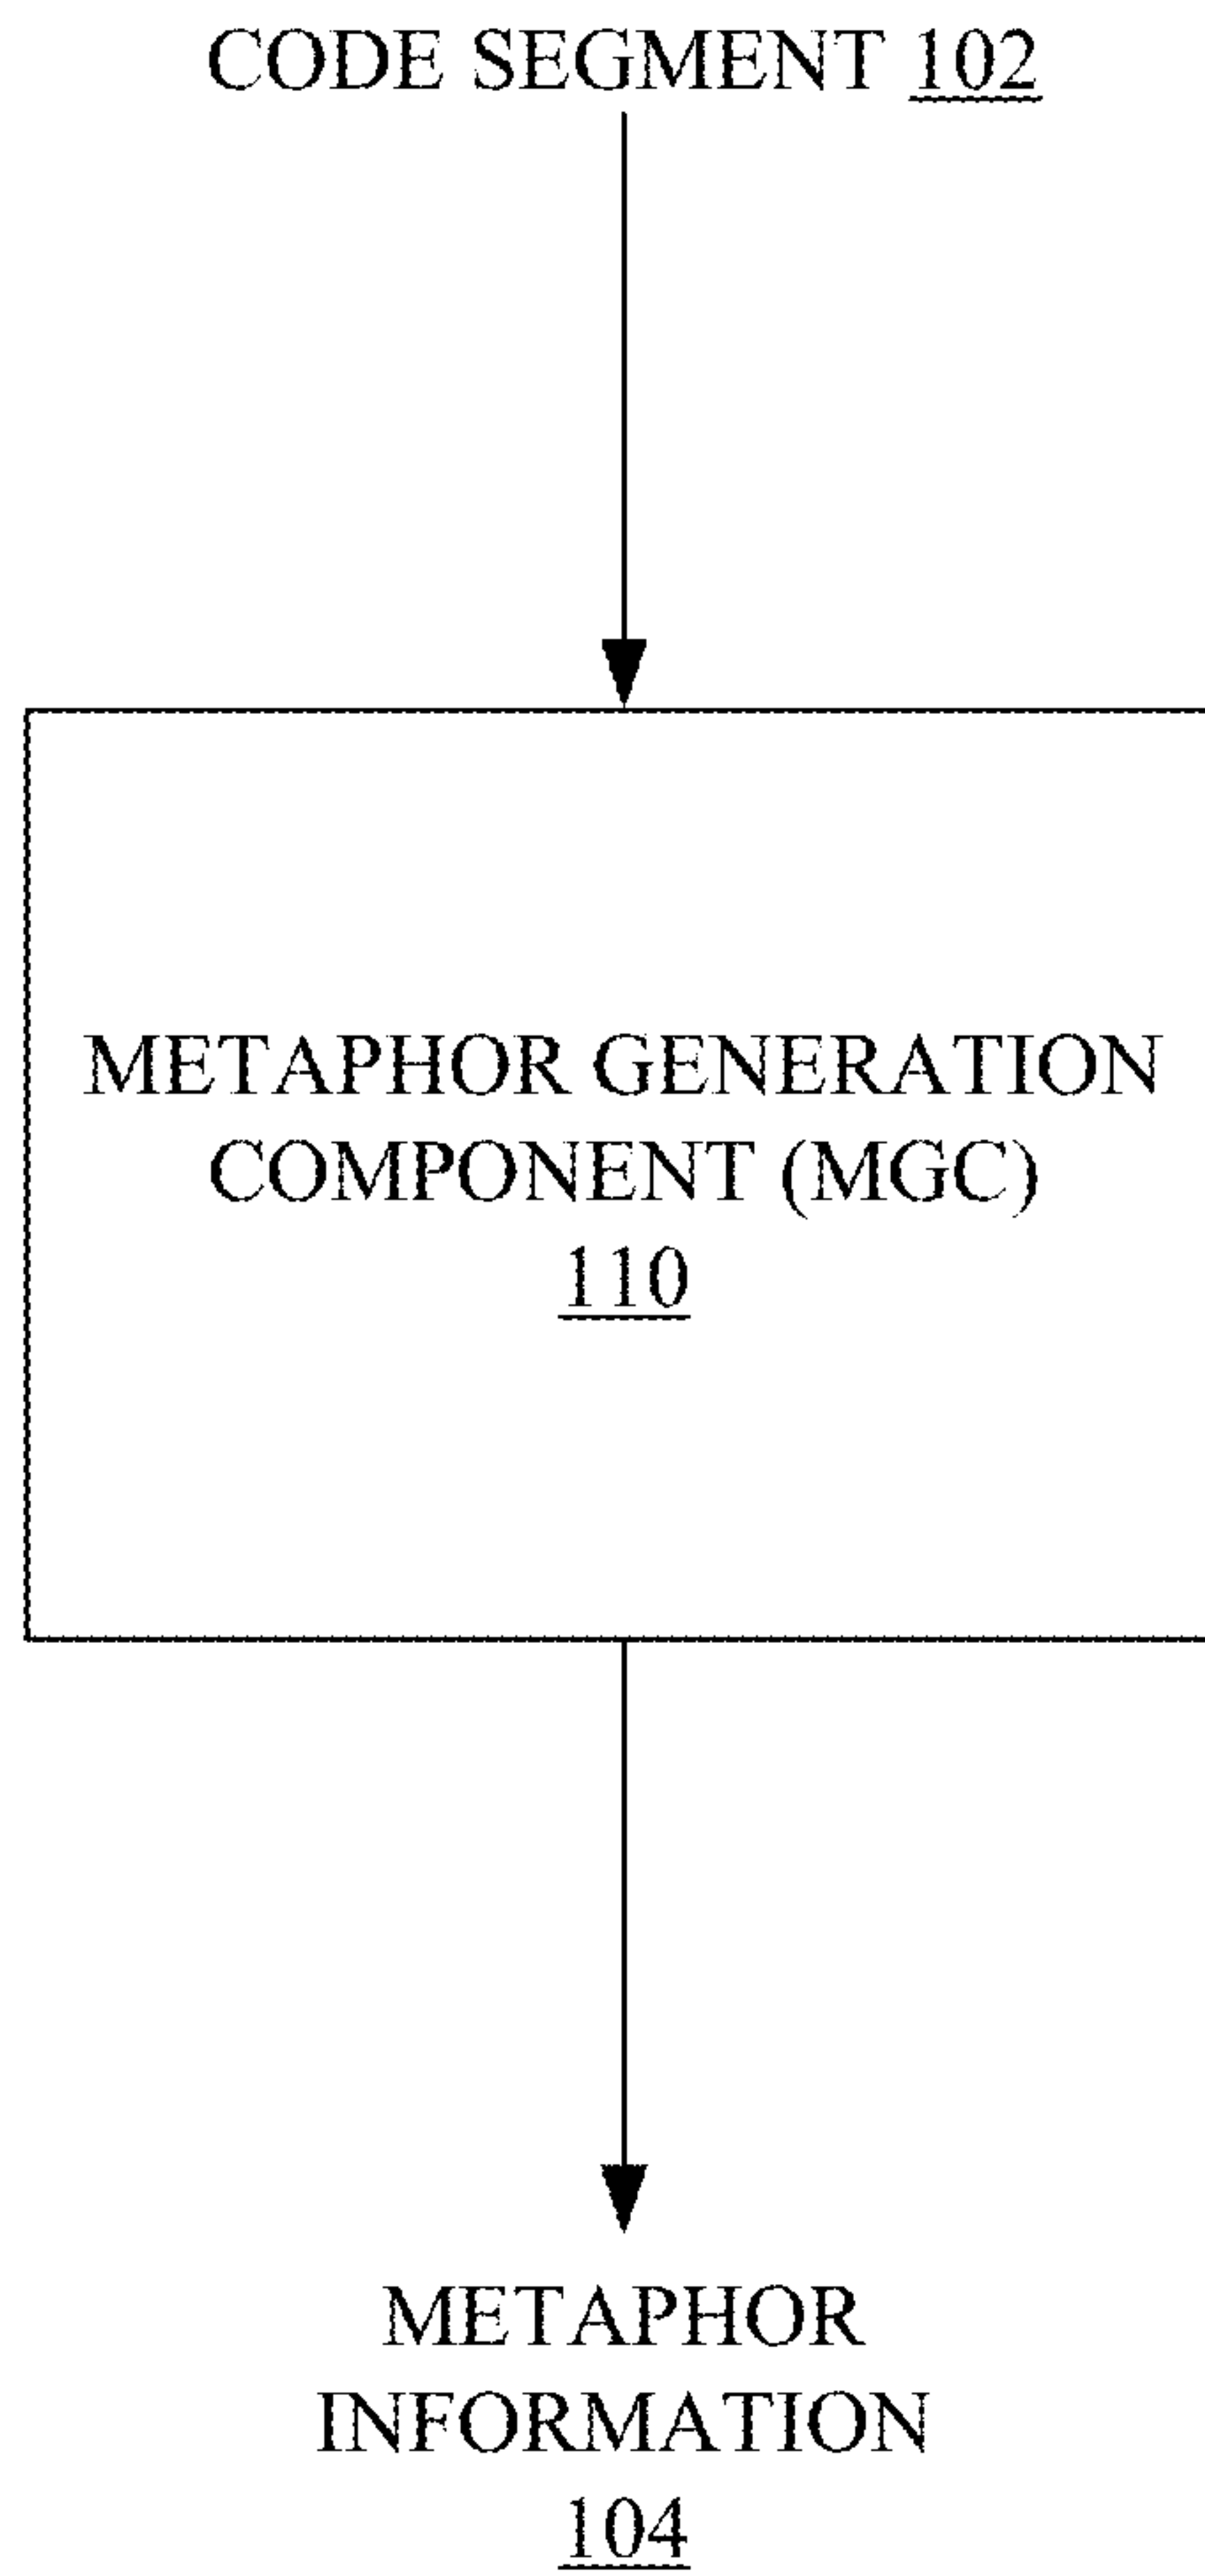 CODE SEGMENT 102
METAPHOR GENERATION
COMPONENT (MGC)
110
METAPHOR
INFORMATION
104